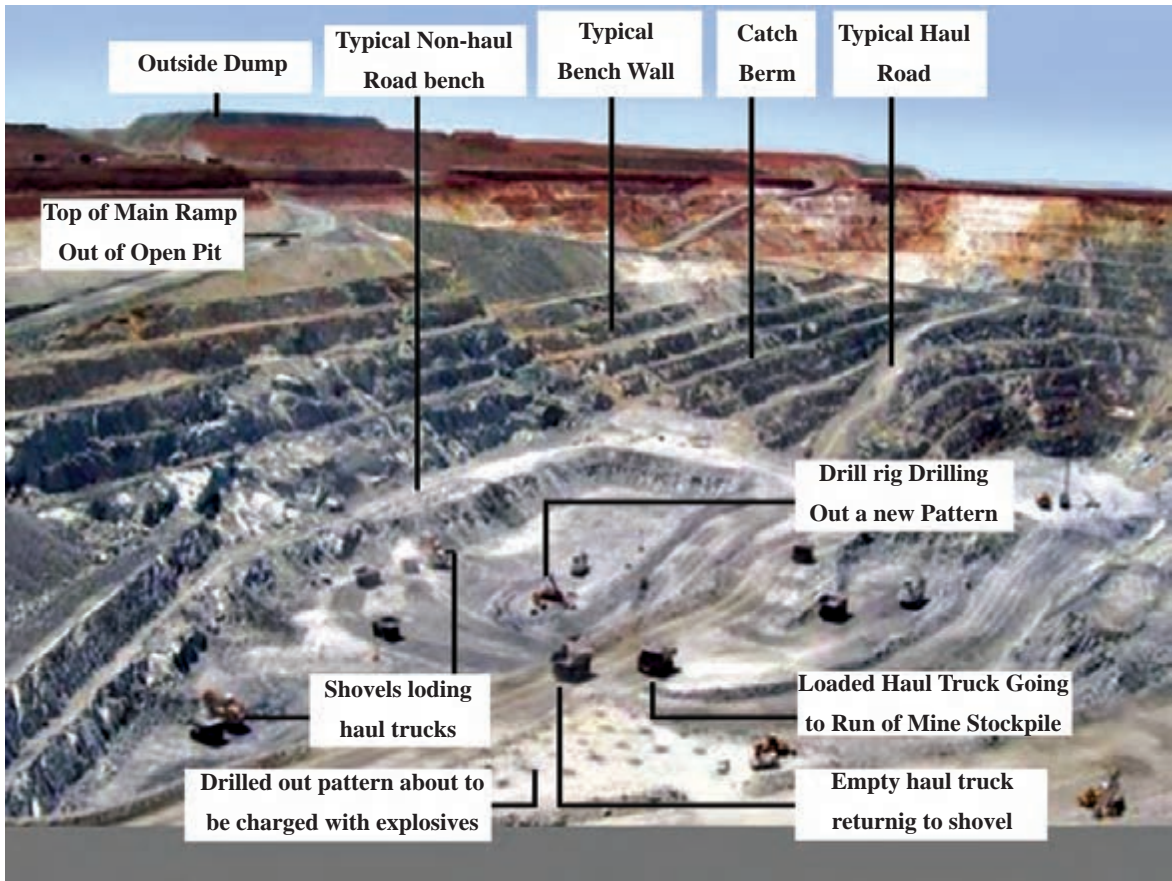 Outside Dump
Typical Non-haul
Road bench
Typical
Bench Wall
Catch
Berm
Typical Haul
Road
Top of Main Ramp
Out of Open Pit
Drill rig Drilling
Out a new Pattern
Shovels loding
haul trucks
Loaded Haul Truck Going
to Run of Mine Stockpile
Drilled out pattern about to
be charged with explosives
Empty haul truck
returnig to shovel